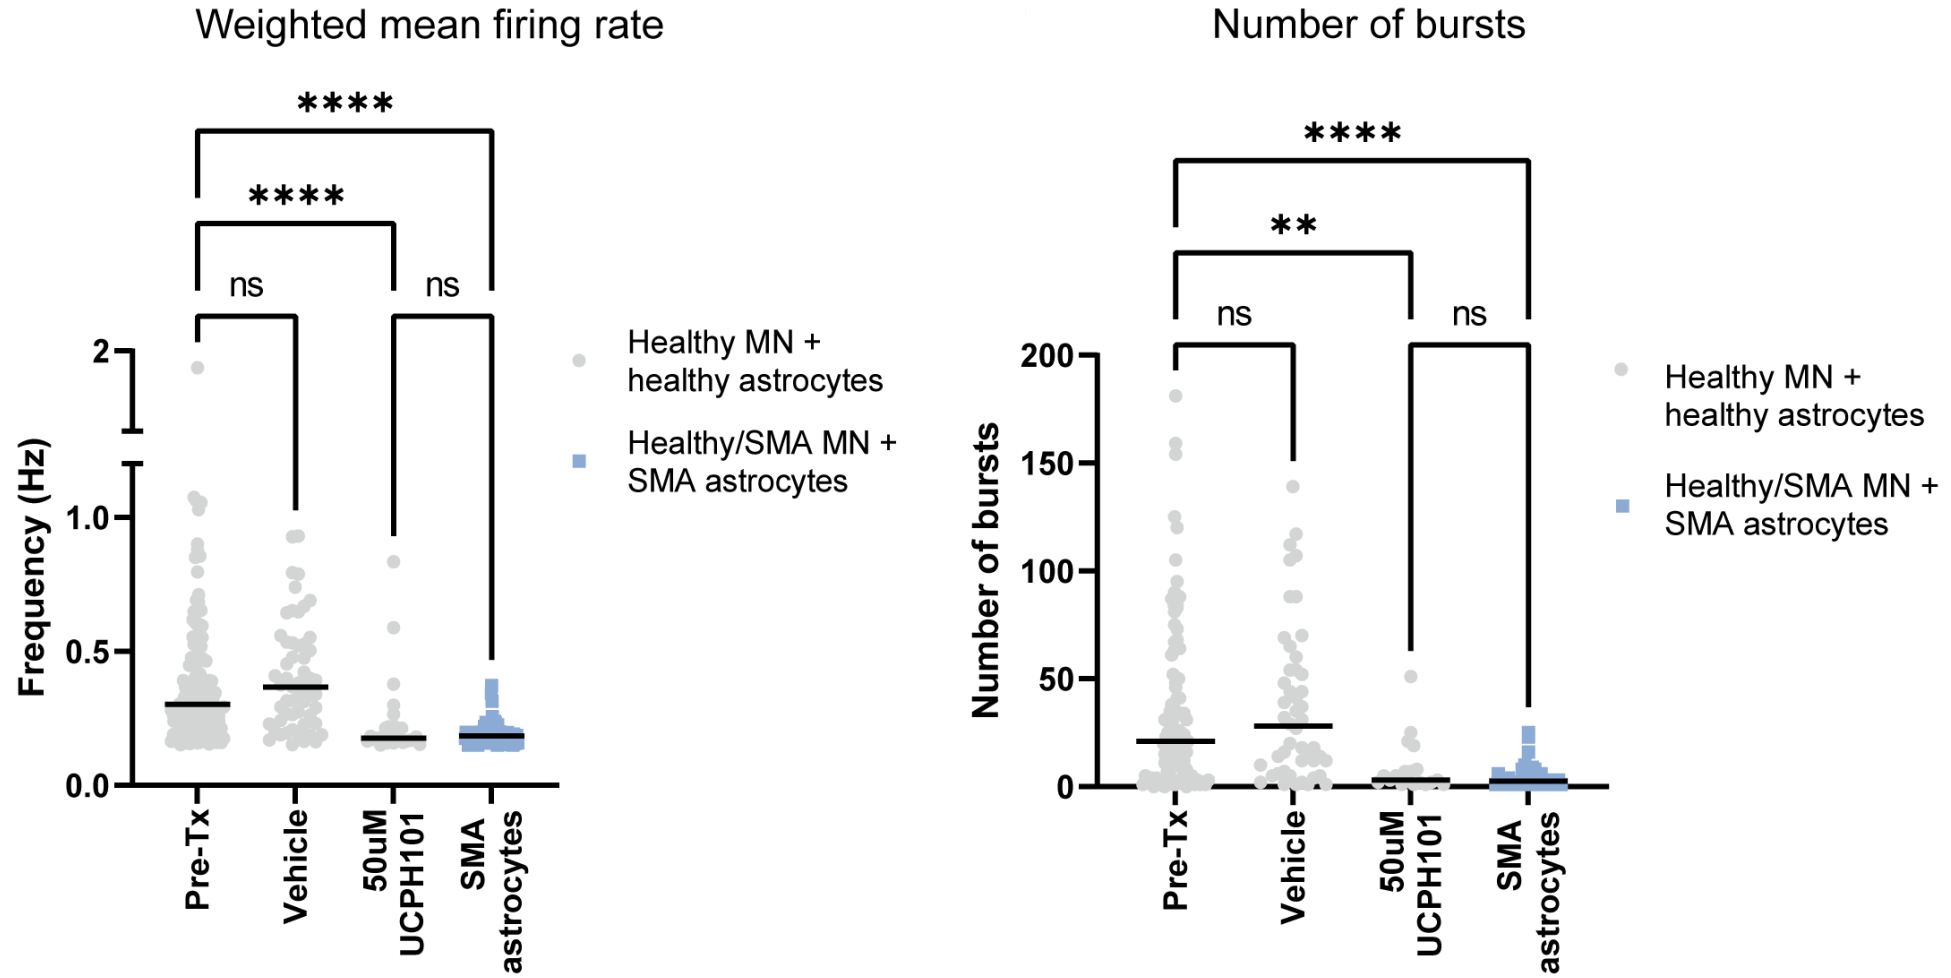 Weighted mean firing rate
****
****
ns
ns
2
1.0
0.5
0.0
Frequency (Hz)
Pre-Tx
Vehicle
50uM
UCPH101
SMA
astrocytes
Healthy MN +
healthy astrocytes
Healthy/SMA MN +
SMA astrocytes
Number of bursts
****
**
ns
ns
200
150
100
50
0
Number of bursts
Pre-Tx
Vehicle
50uM
UCPH101
SMA
astrocytes
Healthy MN +
healthy astrocytes
Healthy/SMA MN +
SMA astrocytes